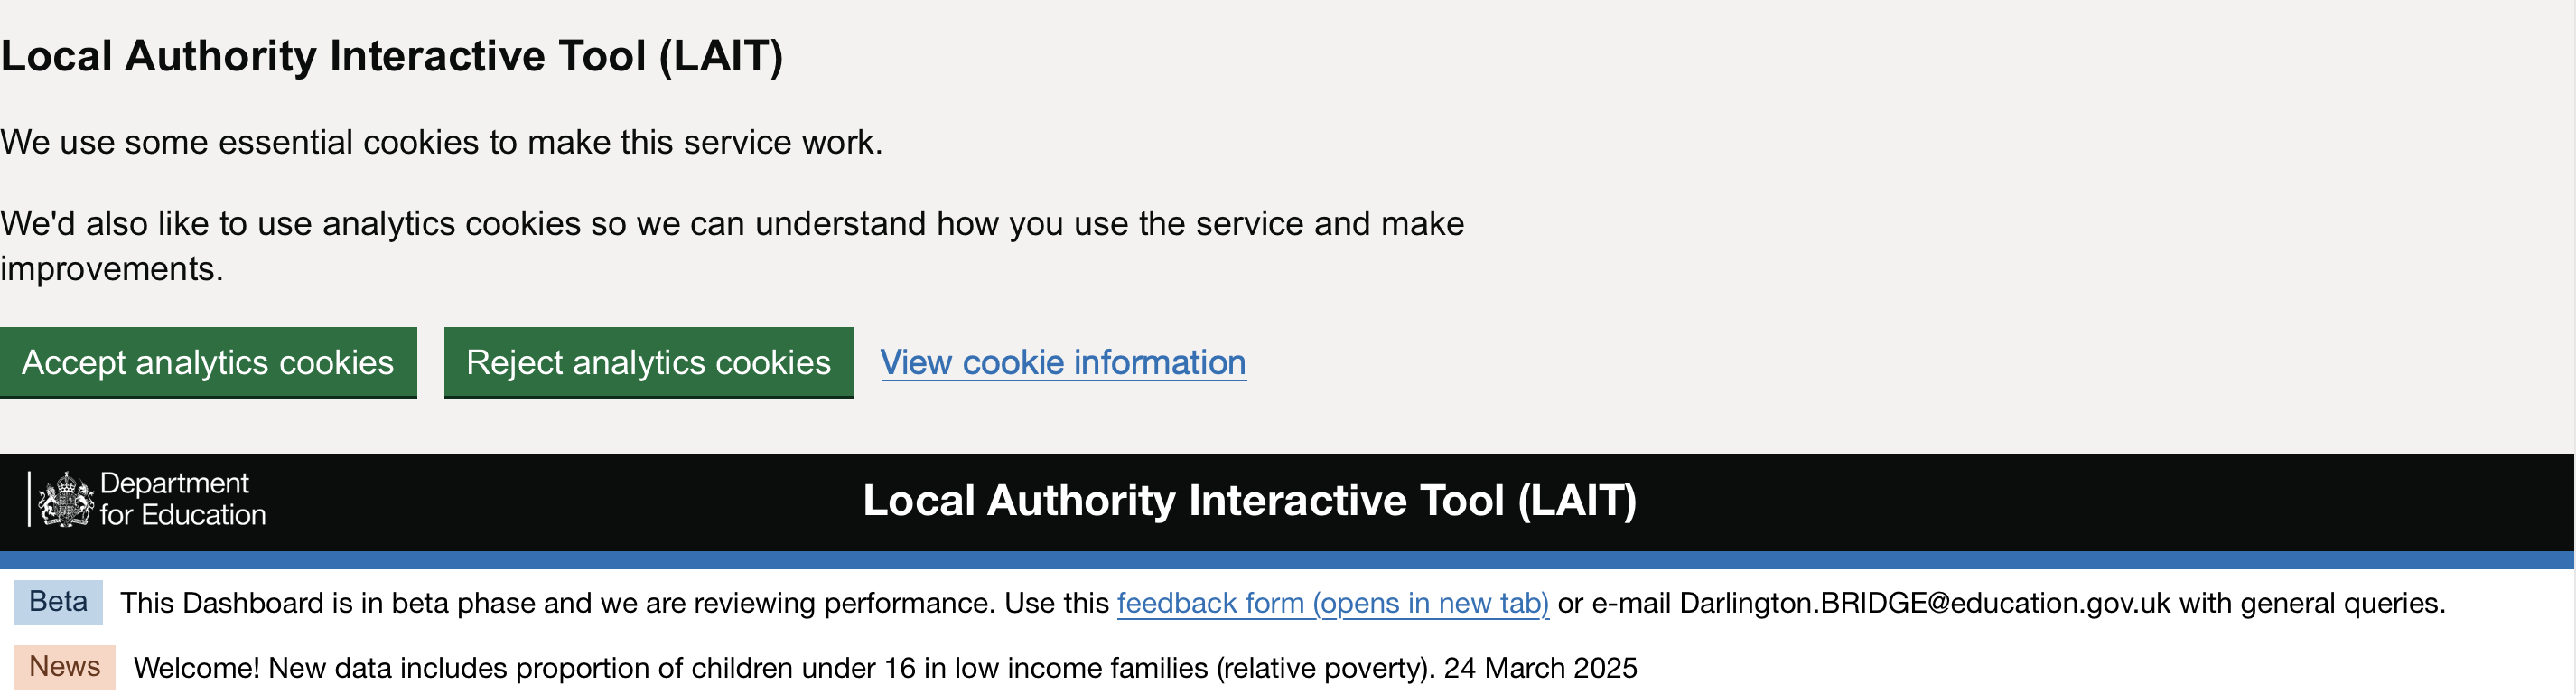 Local Authority Interactive Tool (LAIT)
We use some essential cookies to make this service work.
We'd also like to use analytics cookies so we can understand how you use the service and make
improvements.
Accept analytics cookies Reject analytics cookies View cookie information
Department
for Education
Local Authority Interactive Tool (LAIT)
Beta This Dashboard is in beta phase and we are reviewing performance. Use this feedback form (opens in new tab) or e-mail Darlington.BRIDGE@education.gov.uk with general queries.
News Welcome! New data includes proportion of children under 16 in low income families (relative poverty). 24 March 2025